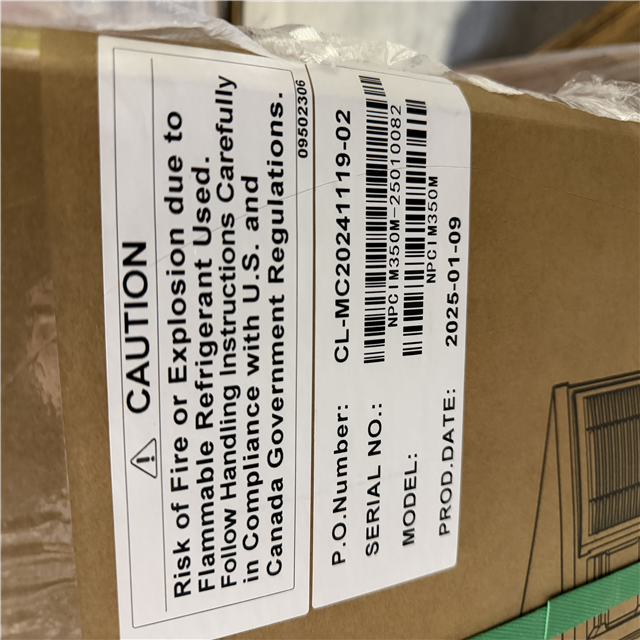 CAUTION
Risk of Fire or Explosion due to
Flammable Refrigerant Used.
Follow Handling Instructions Carefully
in Compliance with U.S. and
Canada Government Regulations.
09502306
P.O.Number: CL-MC20241119-02
SERIAL NO.:
NPCIM350M-25010082
MODEL:
NPCIM350M
PROD.DATE: 2025-01-09